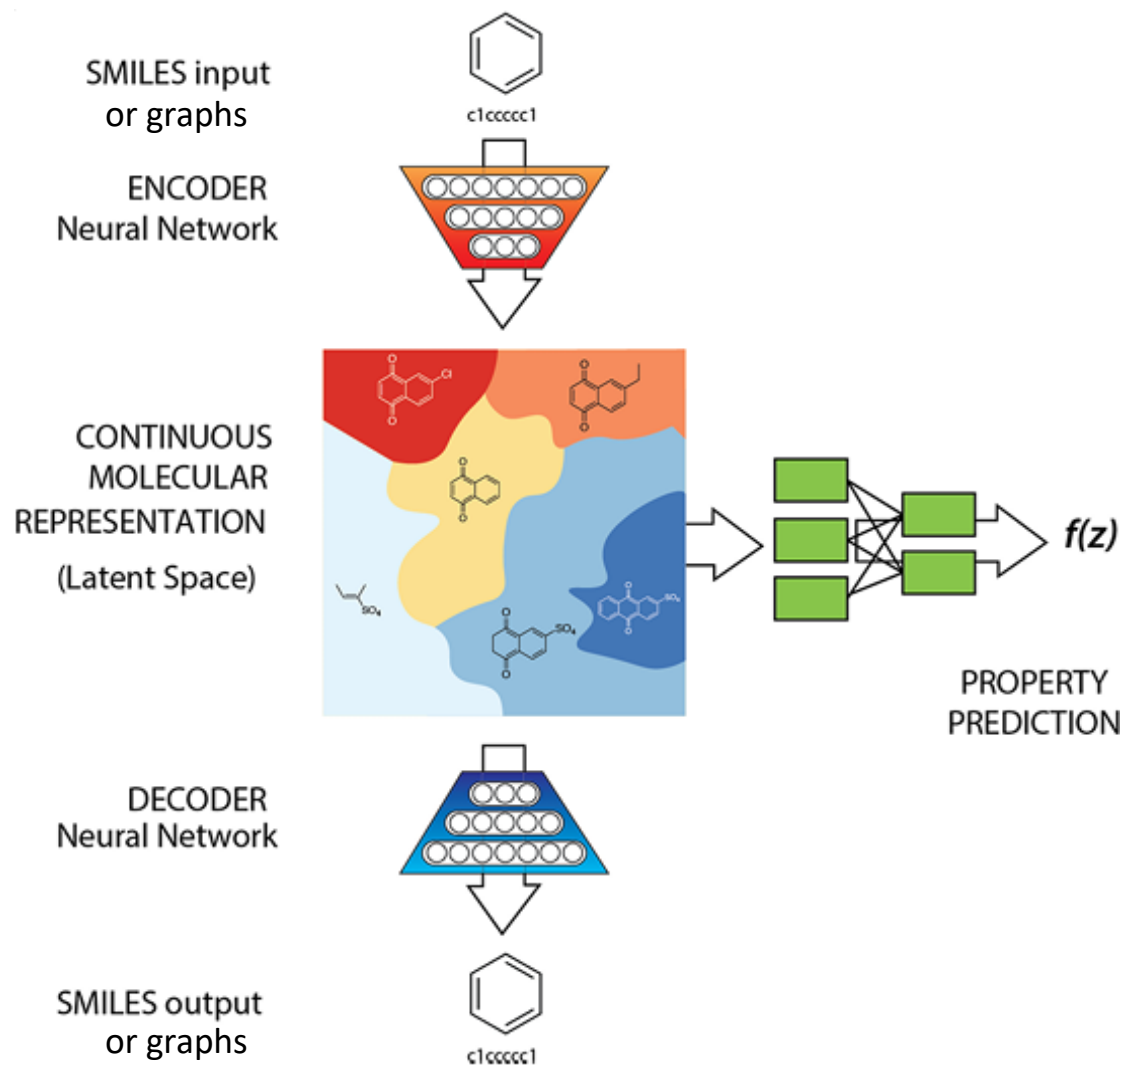 SMILES input
or graphs
c1ccccc1
ENCODER
Neural Network
O
O
Cl
O
O
CONTINUOUS
MOLECULAR
REPRESENTATION
(Latent Space)
O
O
f(z)
SO₄
O
O
SO₄
O
O
SO₄
PROPERTY
PREDICTION
DECODER
Neural Network
SMILES output
or graphs
c1ccccc1